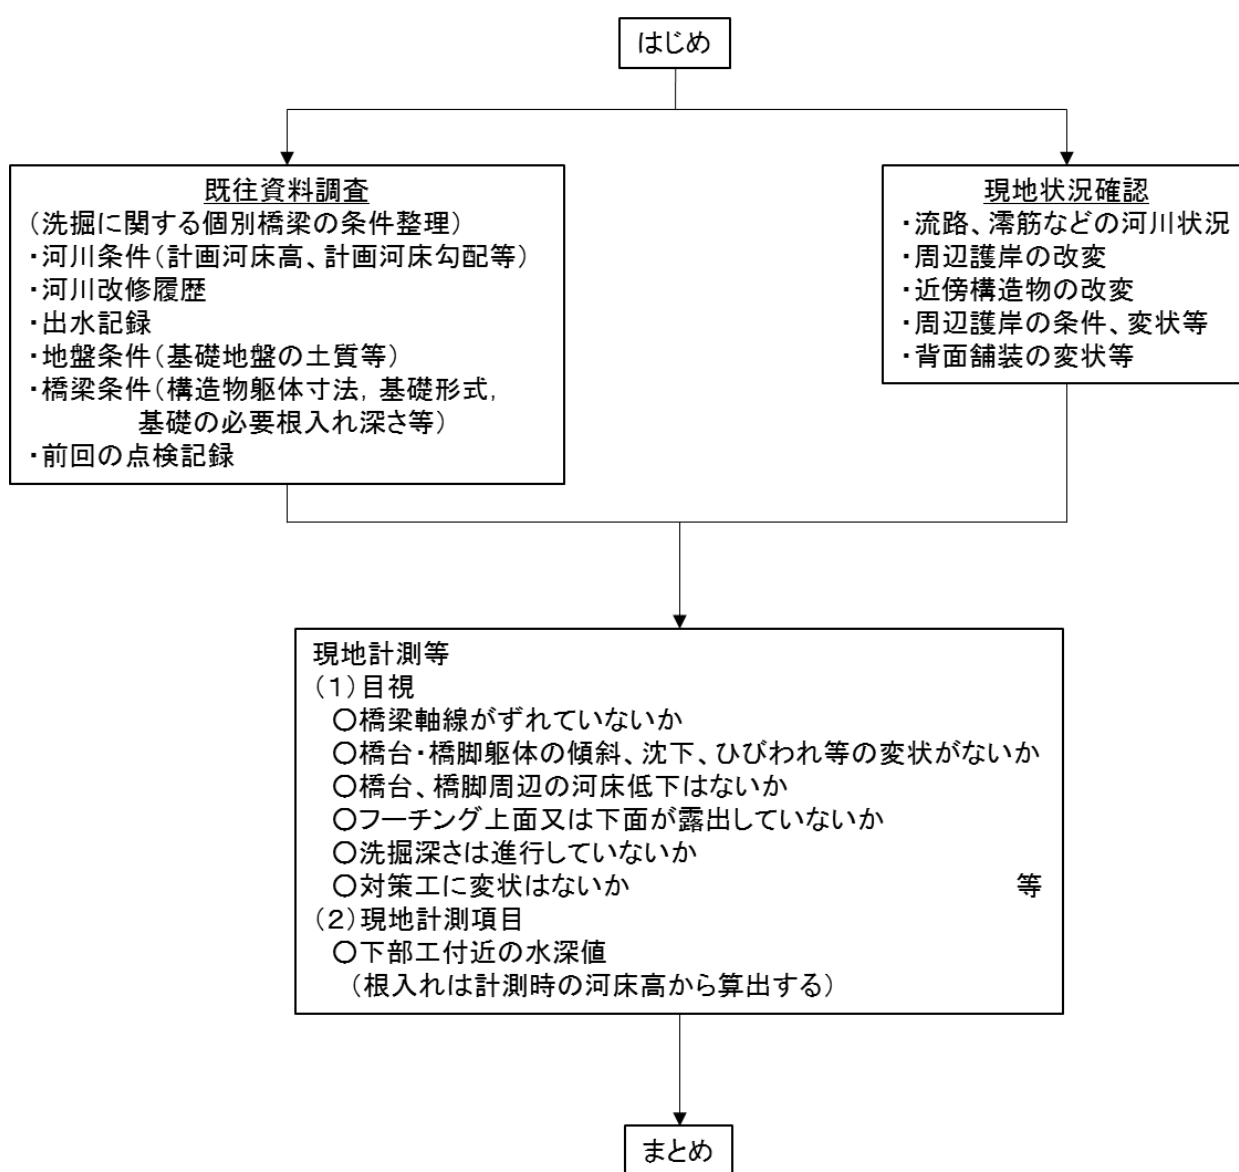 はじめ
既往資料調査
（洗掘に関する個別橋梁の条件整理）
・河川条件（計画河床高、計画河床勾配等）
・河川改修履歴
・出水記録
・地盤条件（基礎地盤の土質等）
・橋梁条件（構造物躯体寸法，基礎形式，
基礎の必要根入れ深さ等）
・前回の点検記録
現地状況確認
・流路、澪筋などの河川状況
・周辺護岸の改変
・近傍構造物の改変
・周辺護岸の条件、変状等
・背面舗装の変状等
現地計測等
（１）目視
○橋梁軸線がずれていないか
○橋台・橋脚躯体の傾斜、沈下、ひびわれ等の変状がないか
○橋台、橋脚周辺の河床低下はないか
○フーチング上面又は下面が露出していないか
○洗掘深さは進行していないか
○対策工に変状はないか 等
（２）現地計測項目
○下部工付近の水深値
（根入れは計測時の河床高から算出する）
まとめ